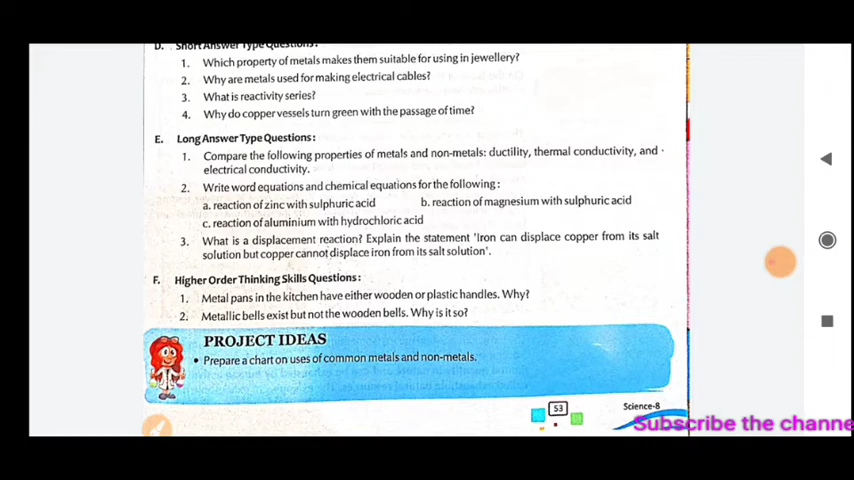 D. Short Answer Type Questions:
1. Which property of metals makes them suitable for using in jewellery?
2. Why are metals used for making electrical cables?
3. What is reactivity series?
4. Why do copper vessels turn green with the passage of time?
E. Long Answer Type Questions:
1. Compare the following properties of metals and non-metals: ductility, thermal conductivity, and
electrical conductivity.
2. Write word equations and chemical equations for the following:
a. reaction of zinc with sulphuric acid b. reaction of magnesium with sulphuric acid
c. reaction of aluminium with hydrochloric acid
3. What is a displacement reaction? Explain the statement 'Iron can displace copper from its salt
solution but copper cannot displace iron from its salt solution'.
F. Higher Order Thinking Skills Questions:
1. Metal pans in the kitchen have either wooden or plastic handles. Why?
2. Metallic bells exist but not the wooden bells. Why is it so?
PROJECT IDEAS
• Prepare a chart on uses of common metals and non-metals.
53 Science-8
Subscribe the channe